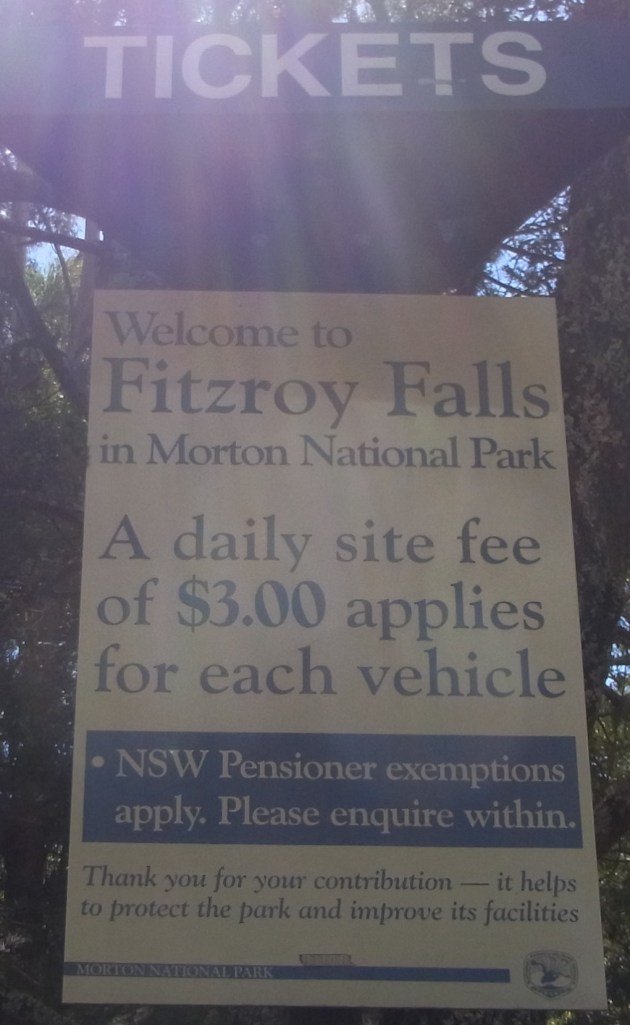 TICKETS
Welcome to
Fitzroy Falls
in Morton National Park
A daily site fee
of $3.00 applies
for each vehicle
• NSW Pensioner exemptions
apply. Please enquire within.
Thank you for your contribution — it helps
to protect the park and improve its facilities
MORTON NATIONAL PARK